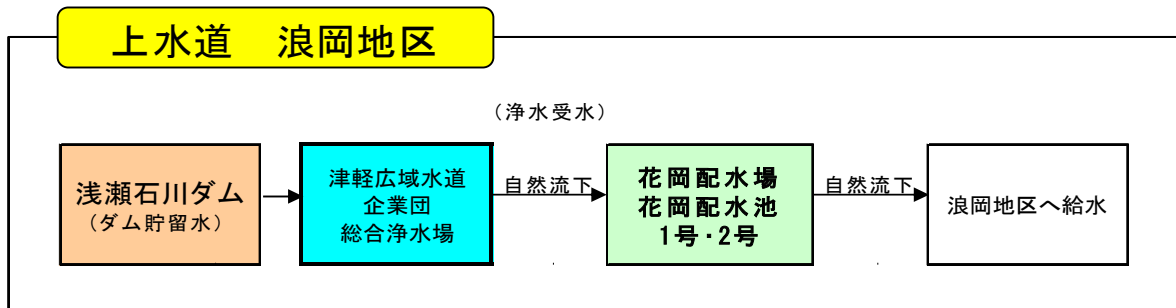 上水道　浪岡地区
（浄水受水）
浅瀬石川ダム
（ダム貯留水）
津軽広域水道
企業団
総合浄水場
自然流下
花岡配水場
花岡配水池
1号・2号
自然流下
浪岡地区へ給水